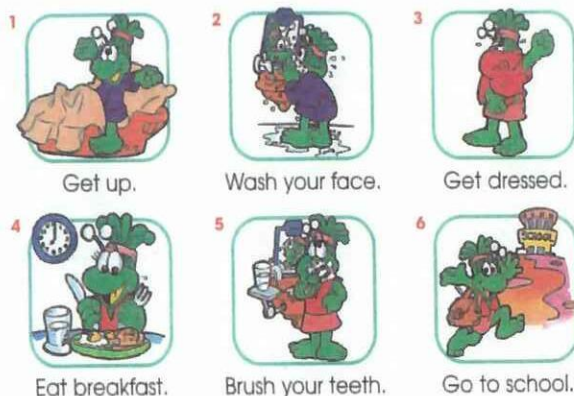 1 2 3
Get up. Wash your face. Get dressed.
4 5 6
SCHOOL
Eat breakfast. Brush your teeth. Go to school.